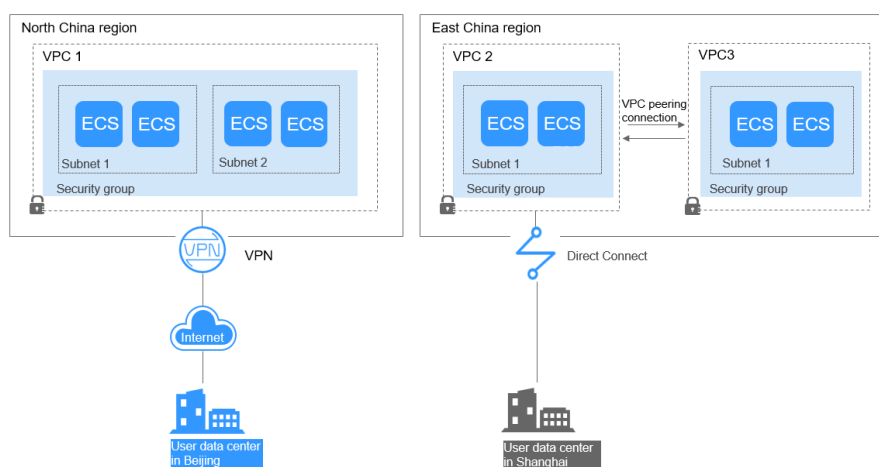 North China region
VPC 1
ECS
ECS
Subnet 1
ECS
ECS
Subnet 2
Security group
VPN
VPN
Internet
User data center
in Beijing
East China region
VPC 2
ECS
ECS
Subnet 1
Security group
VPC peering
connection
VPC3
ECS
ECS
Subnet 1
Security group
Direct Connect
User data center
in Shanghai